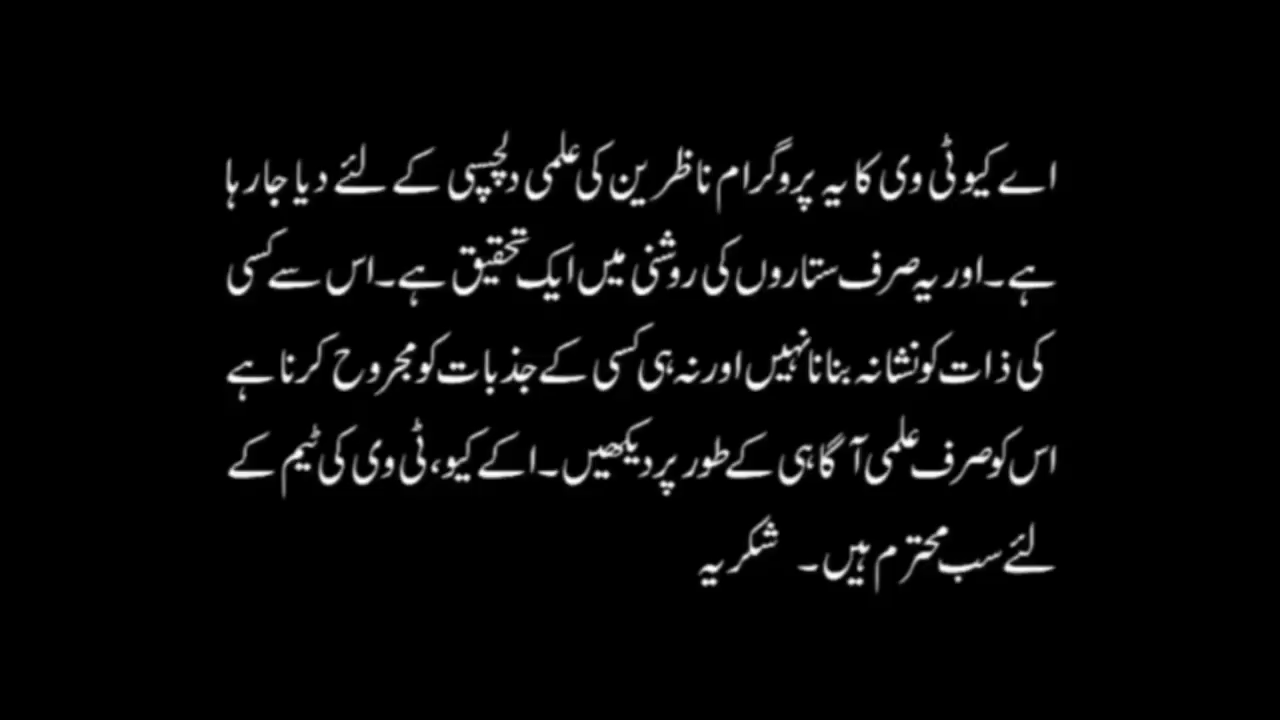 اے کیو ٹی وی کا یہ پروگرام ناظرین کی علمی دلچسپی کے لئے دیا جارہا
ہے۔اور یہ صرف ستاروں کی روشنی میں ایک تحقیق ہے۔اس سے کسی
کی ذات کو نشانہ بنانا نہیں اور نہ ہی کسی کے جذبات کو مجروح کرنا ہے
اس کو صرف علمی آگاہی کے طور پر دیکھیں۔اکے کیو، ٹی وی کی ٹیم کے
لئے سب محترم ہیں۔ شکریہ